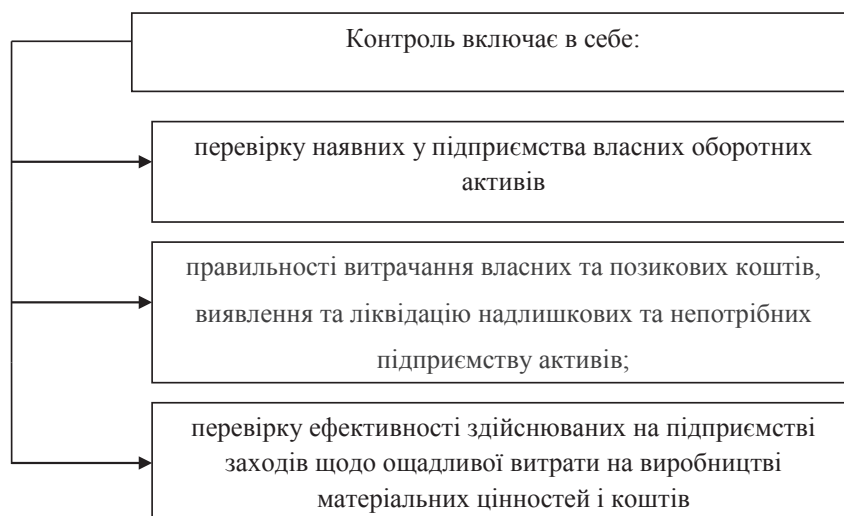 Контроль включає в себе:
перевірку наявних у підприємства власних оборотних
активів
правильності витрачання власних та позикових коштів,
виявлення та ліквідацію надлишкових та непотрібних
підприємству активів;
перевірку ефективності здійснюваних на підприємстві
заходів щодо ощадливої витрати на виробництві
матеріальних цінностей і коштів